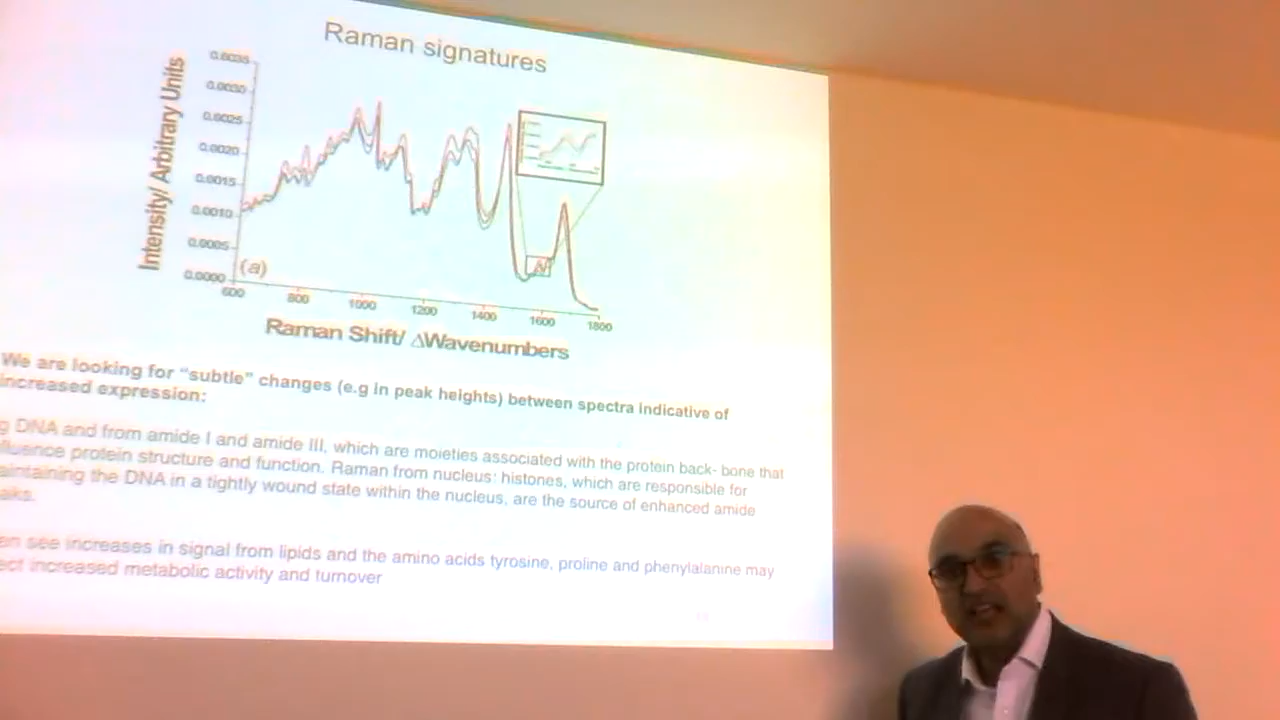 Raman signatures
Intensity/ Arbitrary Units
0.0035
0.0030
0.0025
0.0020
0.0015
0.0010
0.0005
0.0000
(a)
600 800 1000 1200 1400 1600 1800
Raman Shift/ ΔWavenumbers
We are looking for “subtle” changes (e.g in peak heights) between spectra indicative of
increased expression:
g DNA and from amide I and amide III, which are moieties associated with the protein back- bone that
fluence protein structure and function. Raman from nucleus: histones, which are responsible for
aintaining the DNA in a tightly wound state within the nucleus, are the source of enhanced amide
aks.
en see increases in signal from lipids and the amino acids tyrosine, proline and phenylalanine may
ect increased metabolic activity and turnover